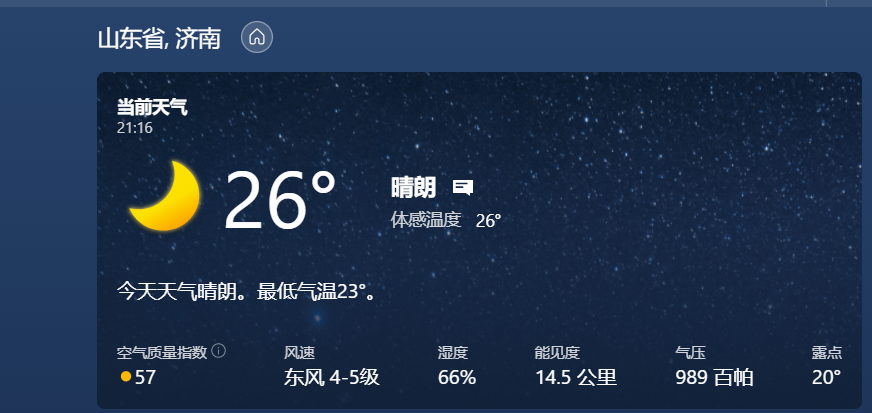 山东省, 济南
当前天气
21:16
26°
晴朗
体感温度 26°
今天天气晴朗。最低气温23°。
空气质量指数 风速 湿度 能见度 气压 露点
57 东风 4-5级 66% 14.5 公里 989 百帕 20°